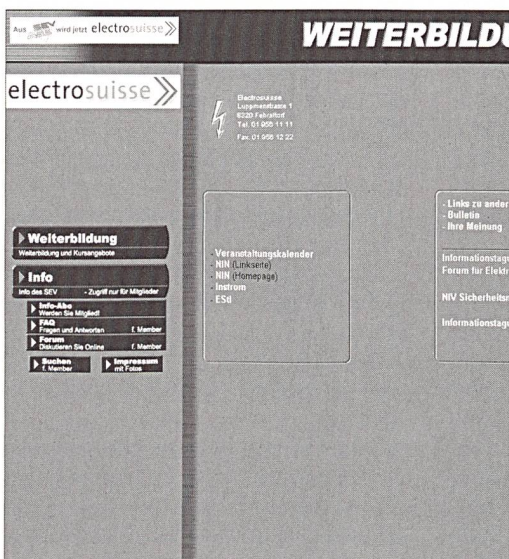 Aus SEV wird jetzt electrosuisse
WEITERBILDU
electrosuisse
Electrosuisse
Luppmenstrasse 1
8320 Fehraltorf
Tel. 01 956 11 11
Fax. 01 956 12 22
Weiterbildung
Weiterbildung und Kursangebote
Info
Info des SEV - Zugriff nur für Mitglieder
Info-Abo
Werden Sie Mitglied!
FAQ
Fragen und Antworten f. Member
Forum
Diskutieren Sie Online f. Member
Suchen
f. Member
Impressum
mit Fotos
- Veranstaltungskalender
- NIN (Linkseite)
- NIN (Homepage)
- Instrom
- EStI
- Links zu ander
- Bulletin
- Ihre Meinung
Informationstagu
Forum für Elektr
NIV Sicherheitsn
Informationstagu